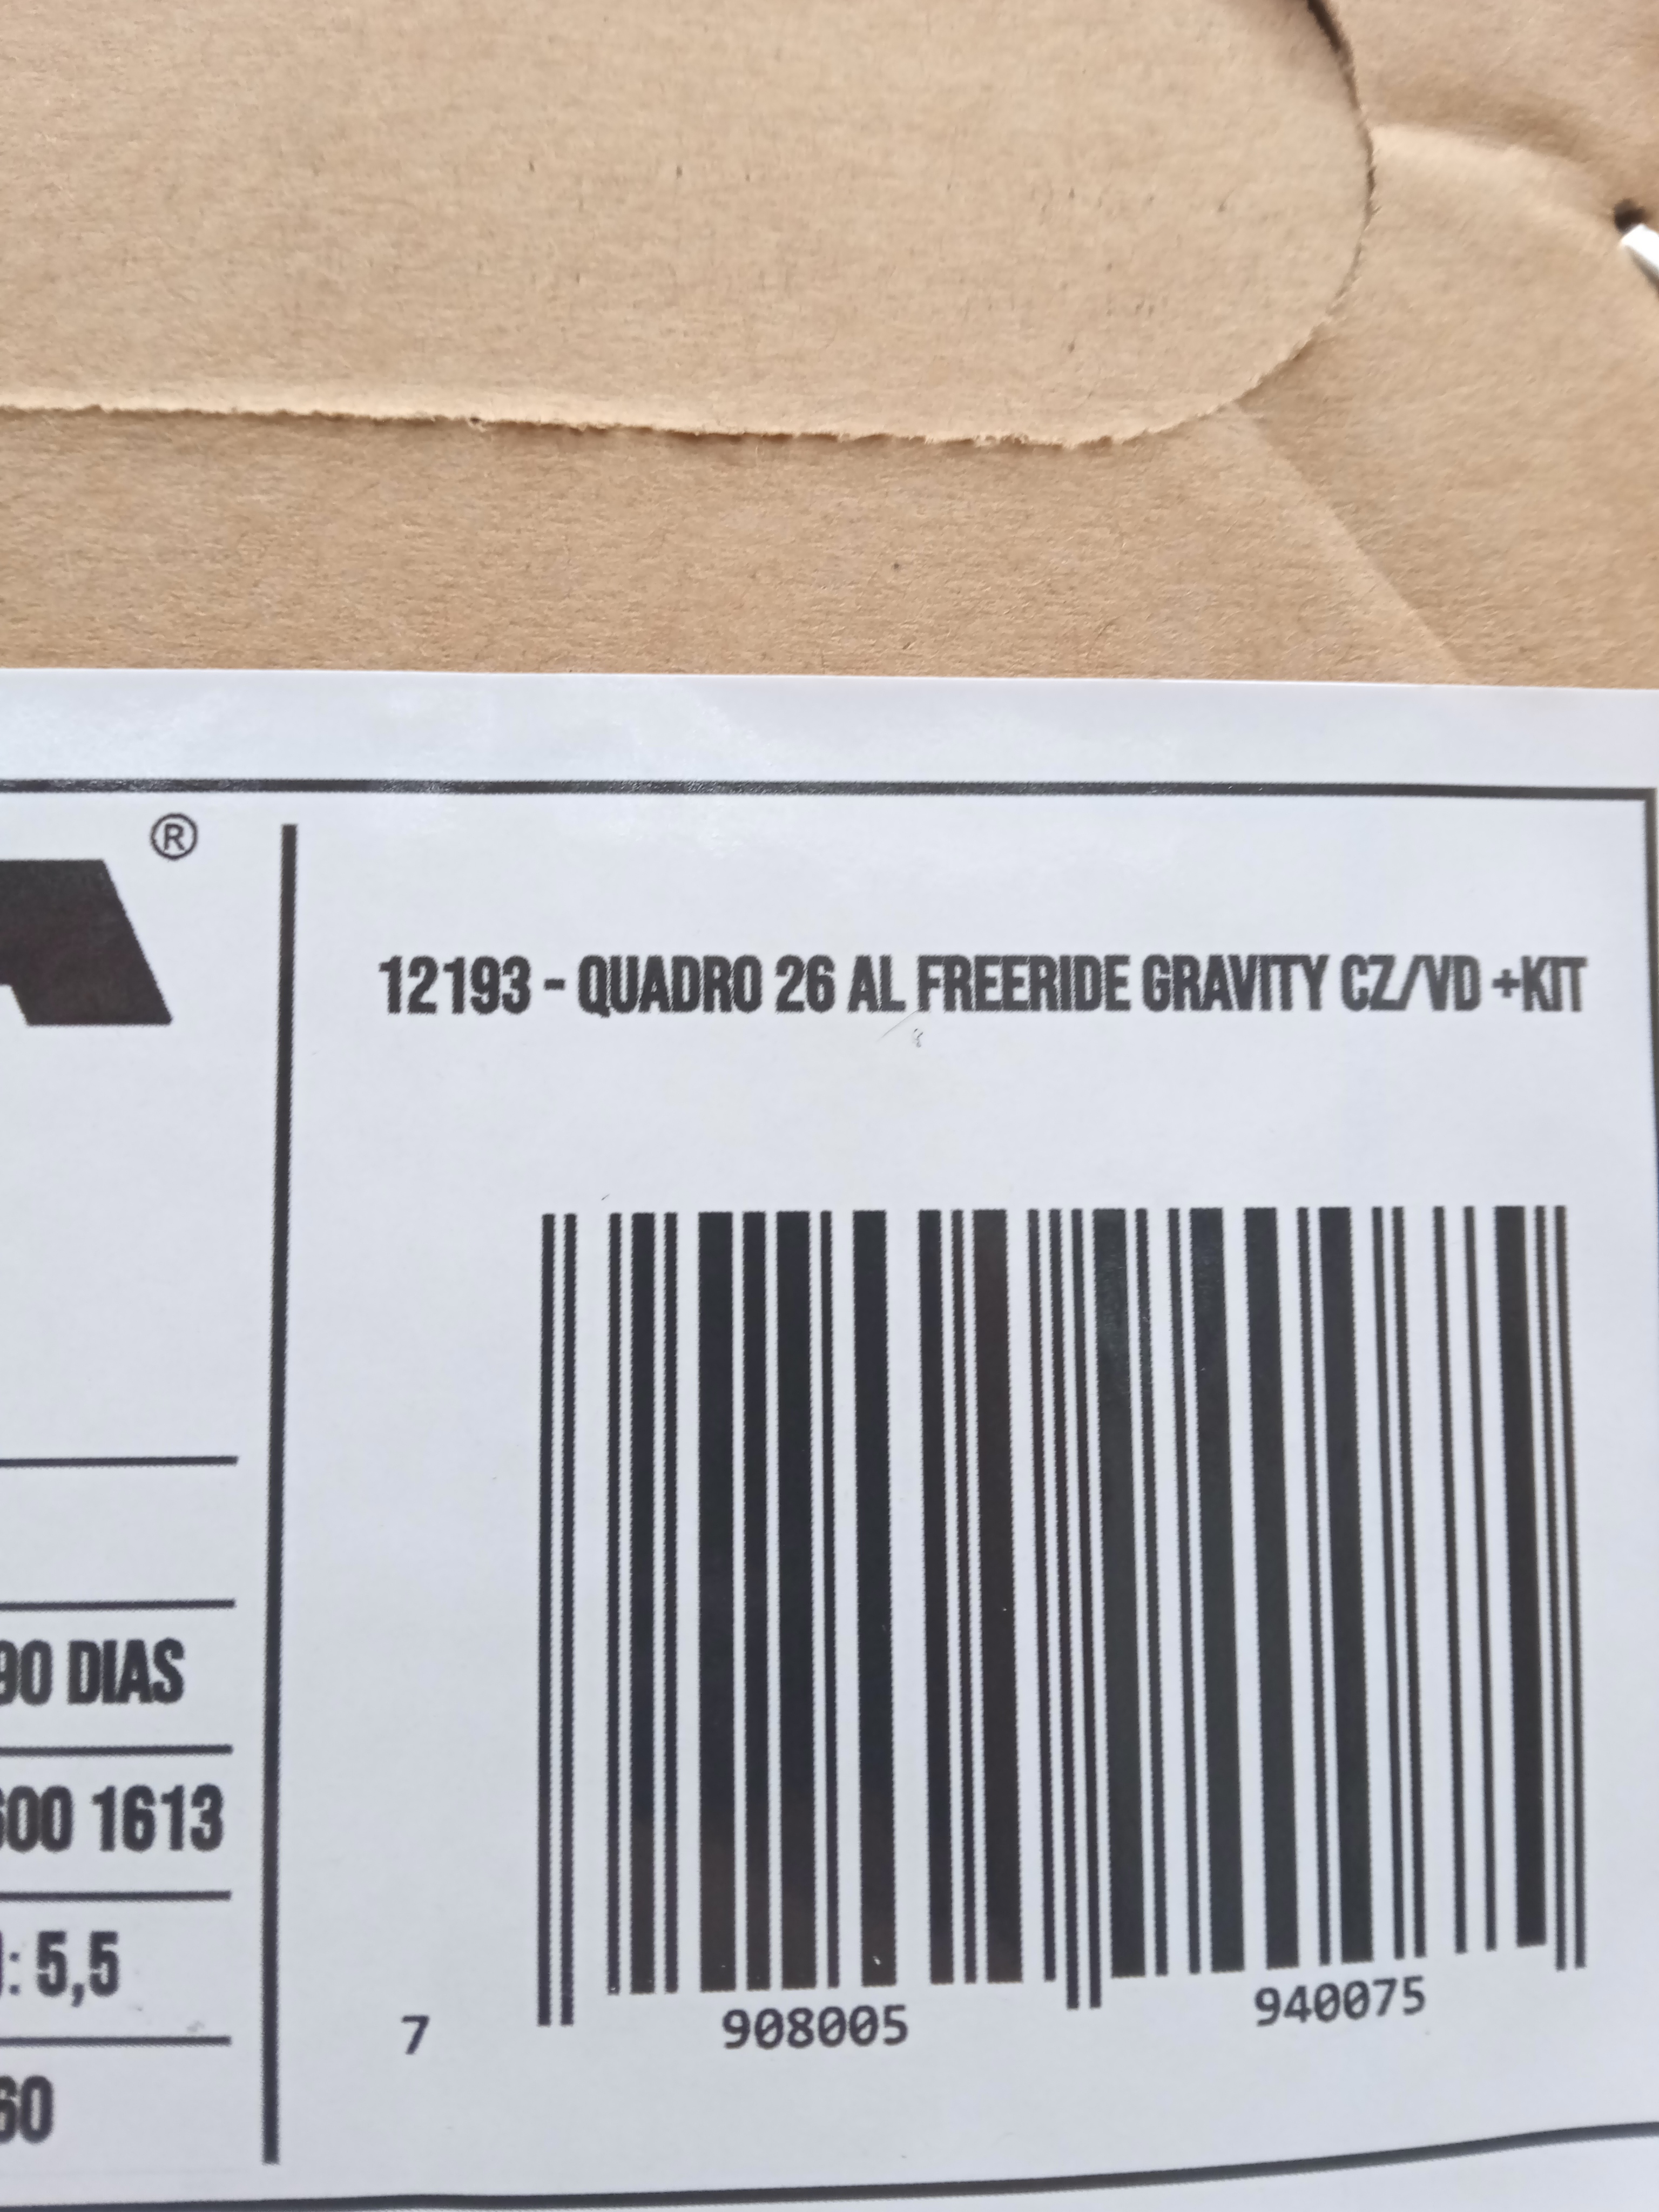 ®
12193 - QUADRO 26 AL FREERIDE GRAVITY CZ/VD +KIT
90 DIAS
600 1613
: 5,5
60
7 908005 940075